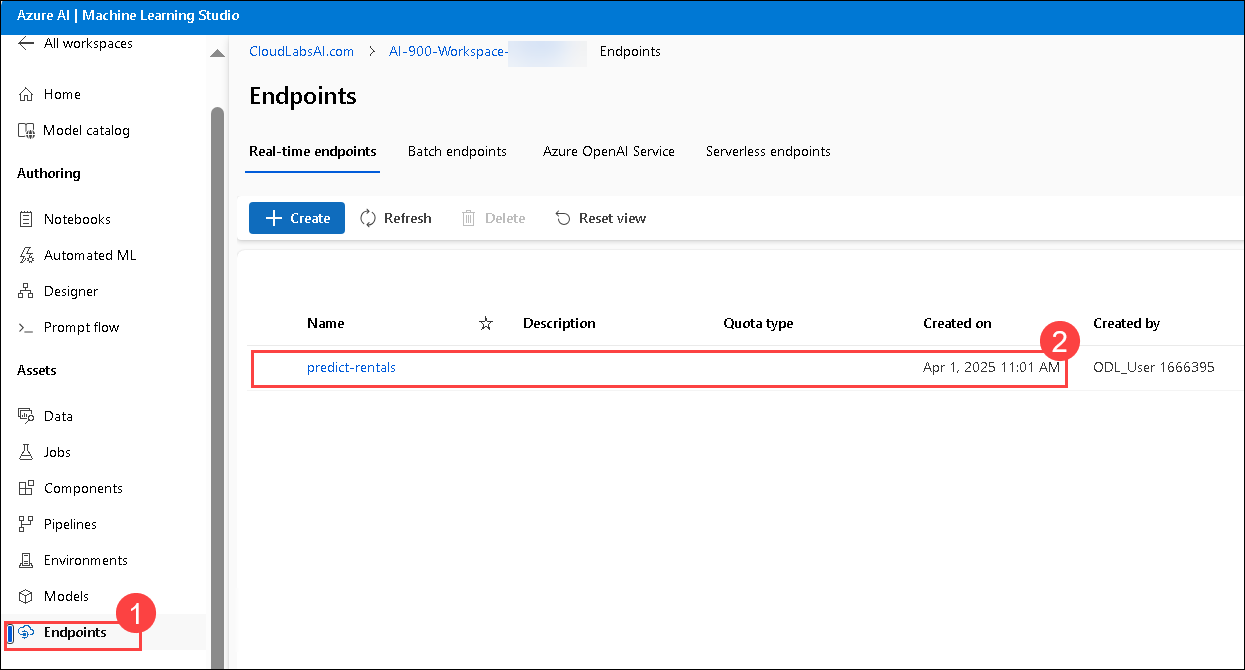 Azure AI | Machine Learning Studio
All workspaces
Home
Model catalog
Authoring
Notebooks
Automated ML
Designer
Prompt flow
Assets
Data
Jobs
Components
Pipelines
Environments
Models
1
Endpoints
CloudLabsAI.com > AI-900-Workspace- Endpoints
Endpoints
Real-time endpoints Batch endpoints Azure OpenAI Service Serverless endpoints
+ Create Refresh Delete Reset view
Name Description Quota type Created on Created by
2
predict-rentals Apr 1, 2025 11:01 AM ODL_User 1666395